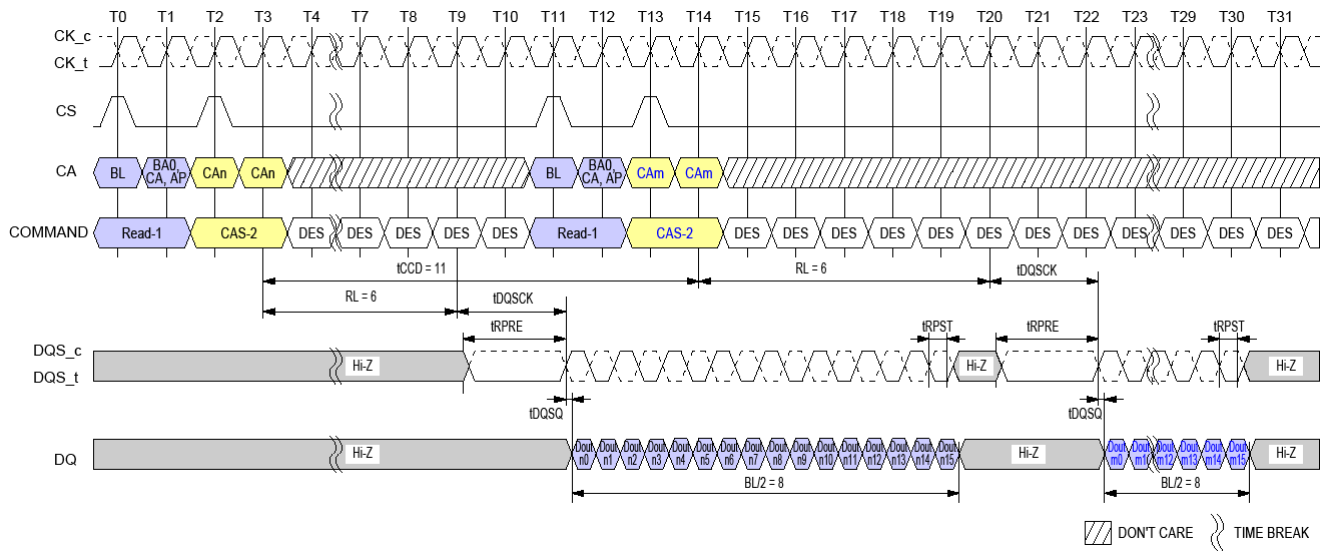 T0 T1 T2 T3 T4 T7 T8 T9 T10 T11 T12 T13 T14 T15 T16 T17 T18 T19 T20 T21 T22 T23 T29 T30 T31
CK_c
CK_t
CS
CA BL BA0, CA, AP CAn CAn BL BA0, CA, AP CAm CAm
COMMAND Read-1 CAS-2 DES DES DES DES DES Read-1 CAS-2 DES DES DES DES DES DES DES DES DES DES DES DES
tCCD = 11 RL = 6 tDQSCK
RL = 6 tDQSCK
tRPRE tRPST tRPRE tRPST
DQS_c
DQS_t
Hi-Z Hi-Z Hi-Z
tDQSQ tDQSQ
DQ Hi-Z Dout n0 Dout n1 Dout n2 Dout n3 Dout n4 Dout n5 Dout n6 Dout n7 Dout n8 Dout n9 Dout n10 Dout n11 Dout n12 Dout n13 Dout n14 Dout n15 Hi-Z Dout m0 Dout Dout m12 Dout m13 Dout m14 Dout m15 Hi-Z
BL/2 = 8 BL/2 = 8
DON'T CARE TIME BREAK